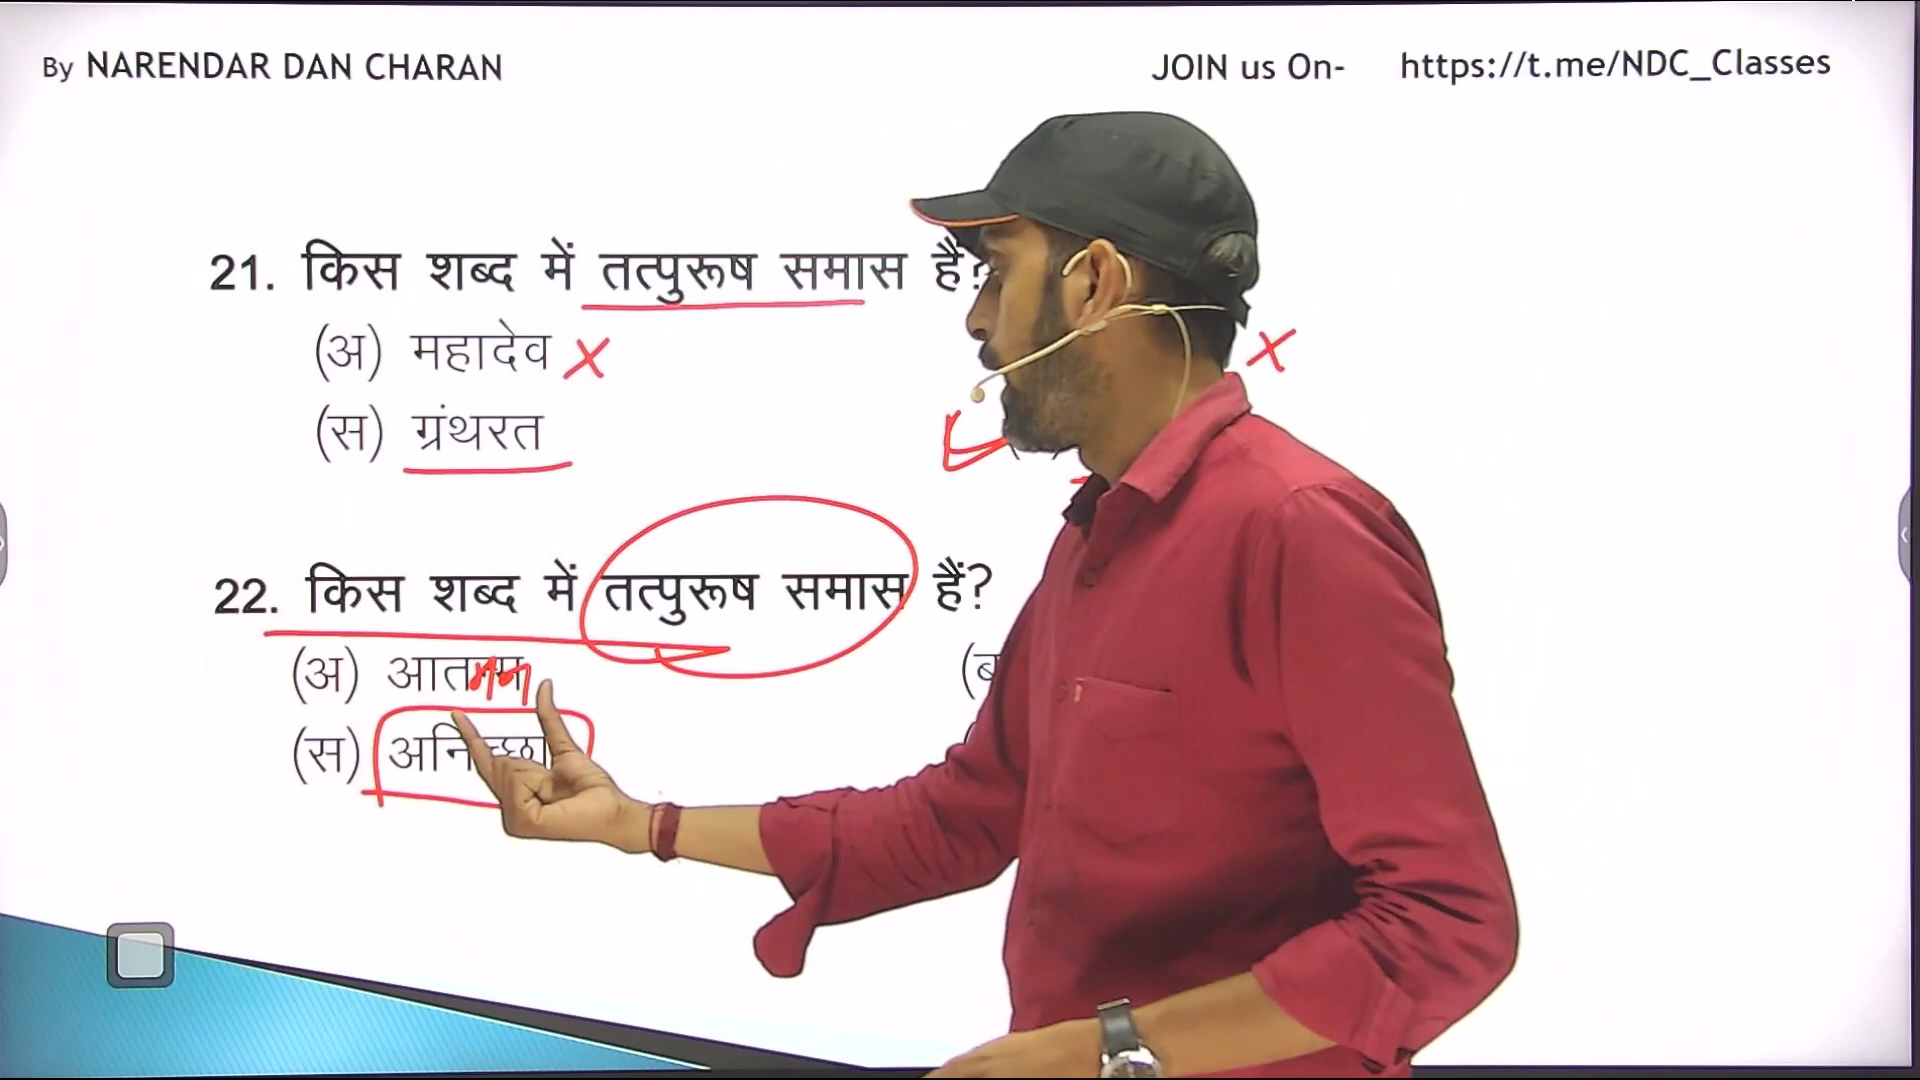 By NARENDAR DAN CHARAN
JOIN us On- https://t.me/NDC_Classes
21. किस शब्द में तत्पुरूष समास है?
(अ) महादेव
(स) ग्रंथरत
22. किस शब्द में तत्पुरूष समास हैं?
(अ)
(ब
(स) अनिच्छा